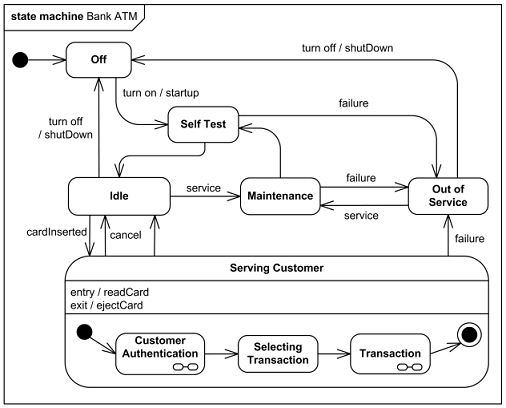 state machine Bank ATM
turn off / shutDown
Off
turn on / startup
failure
turn off
/ shutDown
Self Test
failure
Idle
service
Maintenance
Out of
Service
service
cardInserted
cancel
failure
Serving Customer
entry / readCard
exit / ejectCard
Customer
Authentication
Selecting
Transaction
Transaction